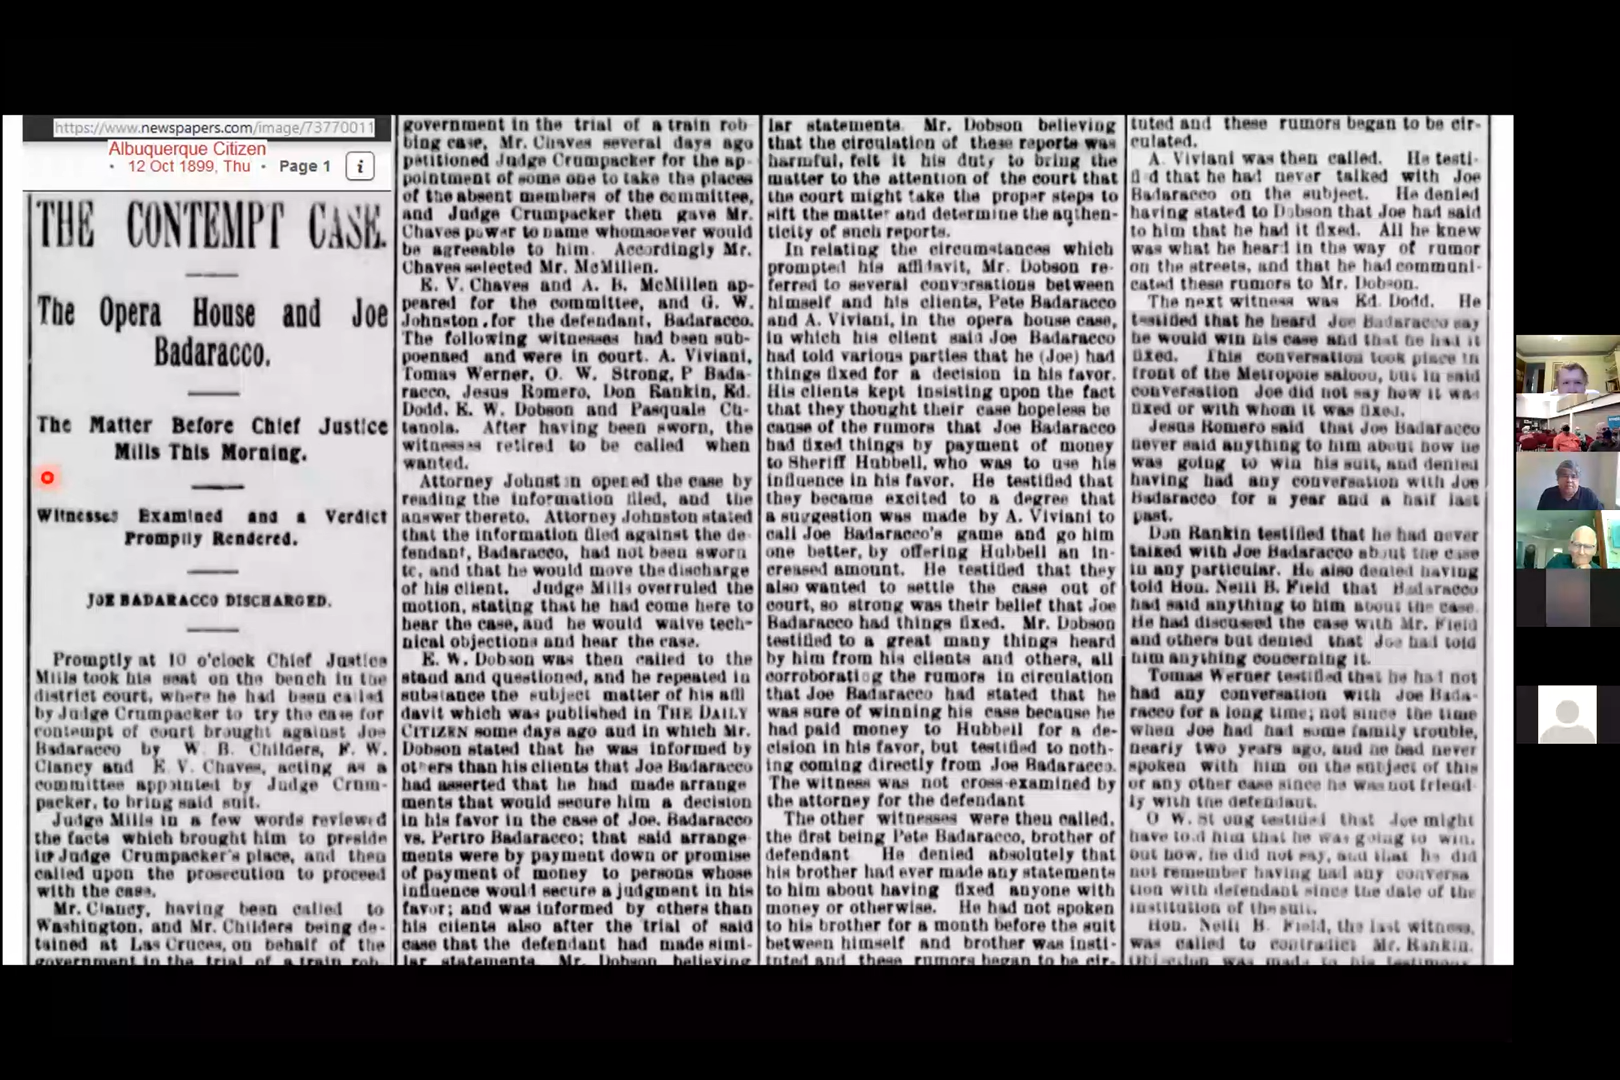 https://www.newspapers.com/image/73770011
Albuquerque Citizen
12 Oct 1899, Thu · Page 1
THE CONTEMPT CASE.
The Opera House and Joe
Badaracco.
The Matter Before Chief Justice
Mills This Morning.
Witnesses Examined and a Verdict
Promptly Rendered.
JOE BADARACCO DISCHARGED.
Promptly at 10 o'clock Chief Justice
Mills took his seat on the bench in the
district court, where he had been called
by Judge Crumpacker to try the case for
contempt of court brought against Joe
Badaracco by W. B. Childers, F. W.
Clancy and E. V. Chaves, acting as a
committee appointed by Judge Crum-
packer, to bring said suit.
Judge Mills in a few words reviewed
the facts which brought him to preside
in Judge Crumpacker's place, and then
called upon the prosecution to proceed
with the case.
Mr. Clancy, having been called to
Washington, and Mr. Childers being de-
tained at Las Cruces, on behalf of the
government in the trial of a train rob-
government in the trial of a train rob-
bing case, Mr. Chaves several days ago
petitioned Judge Crumpacker for the ap-
pointment of some one to take the places
of the absent members of the committee,
and Judge Crumpacker then gave Mr.
Chaves power to name whomsoever would
be agreeable to him. Accordingly Mr.
Chaves selected Mr. McMillen.
E. V. Chaves and A. B. McMillen ap-
peared for the committee, and G. W.
Johnston, for the defendant, Badaracco.
The following witnesses had been sub-
poenaed and were in court. A. Viviani,
Tomas Werner, O. W. Strong, P Bada-
racco, Jesus Romero, Don Rankin, Ed.
Dodd, E. W. Dobson and Pasquale Cu-
tanola. After having been sworn, the
witnesses retired to be called when
wanted.
Attorney Johnston opened the case by
reading the information filed, and the
answer thereto. Attorney Johnston stated
that the information filed against the de-
fendant, Badaracco, had not been sworn
to, and that he would move the discharge
of his client. Judge Mills overruled the
motion, stating that he had come here to
hear the case, and he would waive tech-
nical objections and hear the case.
E. W. Dobson was then called to the
stand and questioned, and he repeated in
substance the subject matter of his affi
davit which was published in THE DAILY
CITIZEN some days ago and in which Mr.
Dobson stated that he was informed by
others than his clients that Joe Badaracco
had asserted that he had made arrange
ments that would secure him a decision
in his favor in the case of Joe. Badaracco
vs. Pertro Badaracco; that said arrange-
ments were by payment down or promise
of payment of money to persons whose
influence would secure a judgment in his
favor; and was informed by others than
his clients also after the trial of said
case that the defendant had made simi-
lar statements. Mr. Dobson believing
lar statements. Mr. Dobson believing
that the circulation of these reports was
harmful, felt it his duty to bring the
matter to the attention of the court that
the court might take the proper steps to
sift the matter and determine the authen-
ticity of such reports.
In relating the circumstances which
prompted his affidavit, Mr. Dobson re-
ferred to several conversations between
himself and his clients, Pete Badaracco
and A. Viviani, in the opera house case,
in which his client said Joe Badaracco
had told various parties that he (Joe) had
things fixed for a decision in his favor.
His clients kept insisting upon the fact
that they thought their case hopeless be
cause of the rumors that Joe Badaracco
had fixed things by payment of money
to Sheriff Hubbell, who was to use his
influence in his favor. He testified that
they became excited to a degree that
a suggestion was made by A. Viviani to
call Joe Badaracco's game and go him
one better, by offering Hubbell an in-
creased amount. He testified that they
also wanted to settle the case out of
court, so strong was their belief that Joe
Badaracco had things fixed. Mr. Dobson
testified to a great many things heard
by him from his clients and others, all
corroborating the rumors in circulation
that Joe Badaracco had stated that he
was sure of winning his case because he
had paid money to Hubbell for a de-
cision in his favor, but testified to noth-
ing coming directly from Joe Badaracco.
The witness was not cross-examined by
the attorney for the defendant
The other witnesses were then called,
the first being Pete Badaracco, brother of
defendant He denied absolutely that
his brother had ever made any statements
to him about having fixed anyone with
money or otherwise. He had not spoken
to his brother for a month before the suit
between himself and brother was insti-
tuted and these rumors began to be cir-
tuted and these rumors began to be cir-
culated.
A. Viviani was then called. He testi-
fi d that he had never talked with Joe
Badaracco on the subject. He denied
having stated to Dobson that Joe had said
to him that he had it fixed. All he knew
was what he heard in the way of rumor
on the streets, and that he had communi-
cated these rumors to Mr. Dobson.
The next witness was Ed. Dodd. He
testified that he heard Joe Badaracco say
he would win his case and that he had it
fixed. This conversation took place in
front of the Metropole saloon, but in said
conversation Joe did not say how it was
fixed or with whom it was fixed.
Jesus Romero said that Joe Badaracco
never said anything to him about how he
was going to win his suit, and denied
having had any conversation with Joe
Badaracco for a year and a half last
past.
Don Rankin testified that he had never
talked with Joe Badaracco about the case
in any particular. He also denied having
told Hon. Neill B. Field that Badaracco
had said anything to him about the case.
He had discussed the case with Mr. Field
and others but denied that Joe had told
him anything concerning it.
Tomas Werner testified that he had not
had any conversation with Joe Bada-
racco for a long time; not since the time
when Joe had had some family trouble,
nearly two years ago, and he had never
spoken with him on the subject of this
or any other case since he was not friend
ly with the defendant.
O W. St ong testified that Joe might
have told him that he was going to win,
but how, he did not say, and that he did
not remember having had any conversa
tion with defendant since the date of the
institution of the suit.
Hon. Neill B. Field, the last witness,
was called to contradict Mr. Rankin.
Objection was made to his testimony